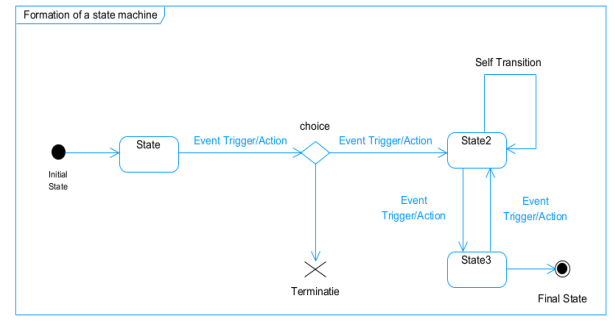 Formation of a state machine
Self Transition
choice
State
Event Trigger/Action
Event Trigger/Action
State2
Initial
State
Event
Trigger/Action
Event
Trigger/Action
State3
Terminatie
Final State